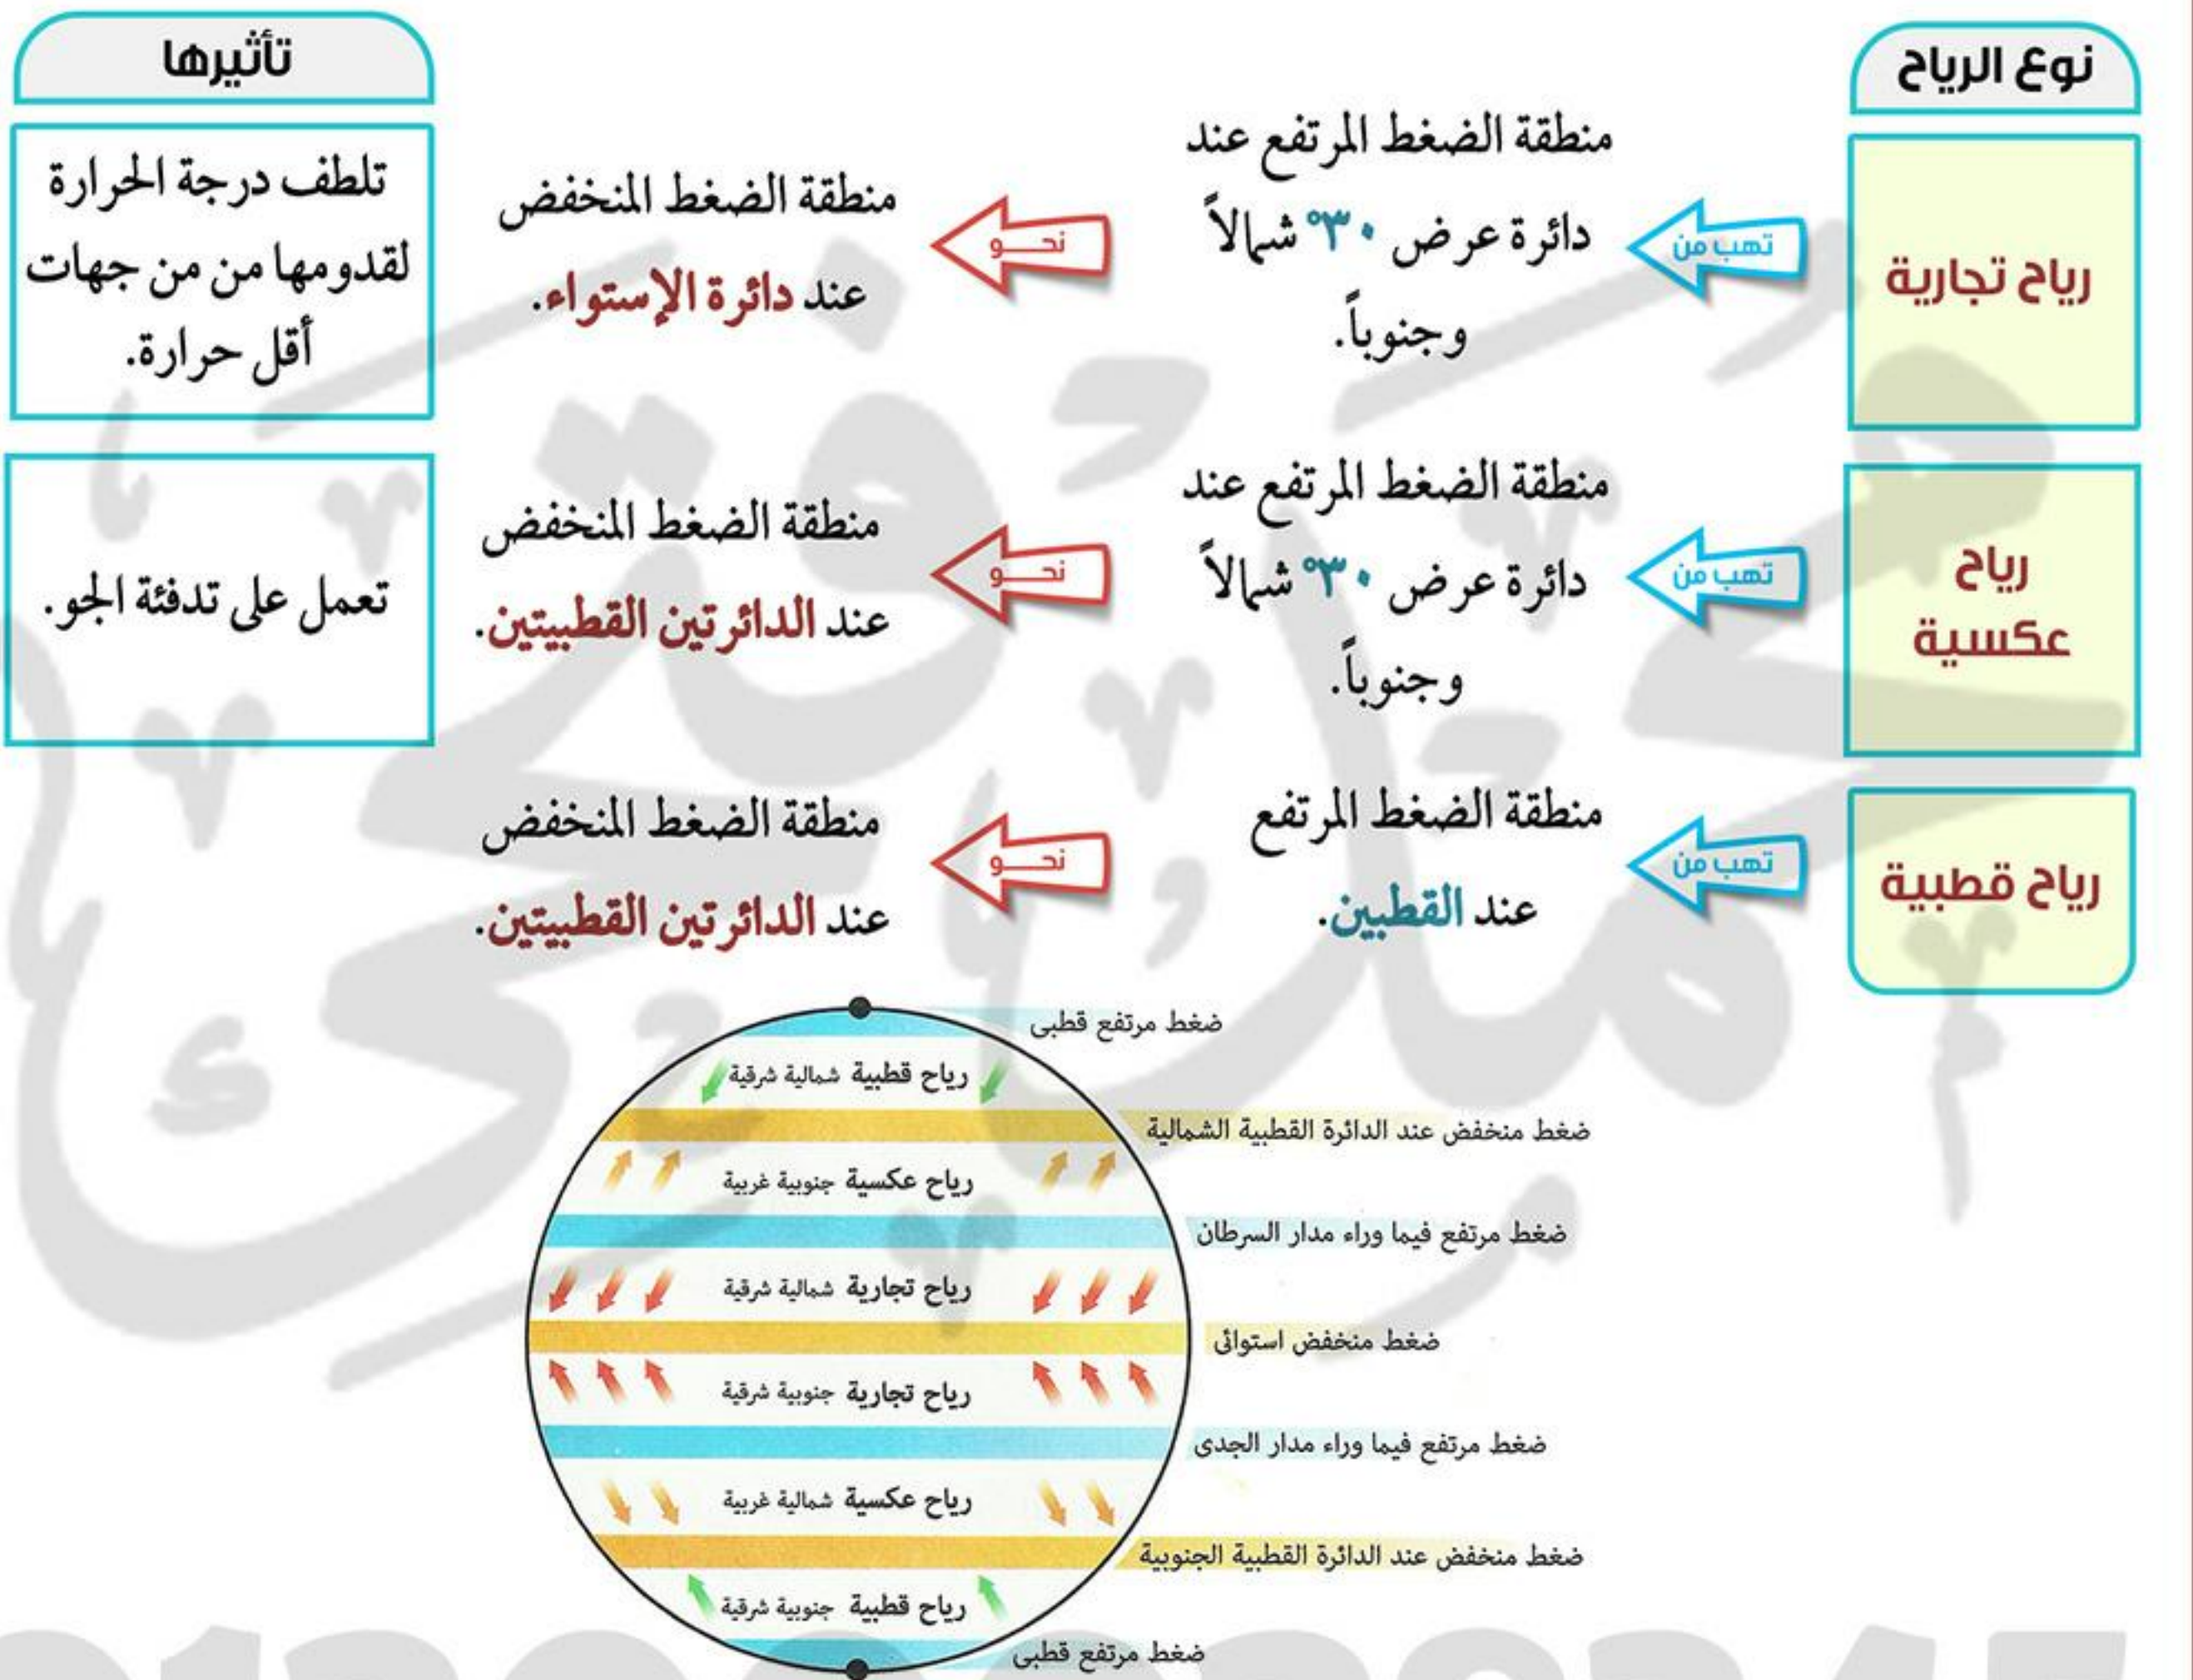 نوع الرياح
تأثيرها
رياح تجارية
تهب من
منطقة الضغط المرتفع عند
دائرة عرض ٣٠° شمالاً
وجنوباً.
نحو
منطقة الضغط المنخفض
عند دائرة الإستواء.
تلطف درجة الحرارة
لقدومها من من جهات
أقل حرارة.
رياح
عكسية
تهب من
منطقة الضغط المرتفع عند
دائرة عرض ٣٠° شمالاً
وجنوباً.
نحو
منطقة الضغط المنخفض
عند الدائرتين القطبيتين.
تعمل على تدفئة الجو.
رياح قطبية
تهب من
منطقة الضغط المرتفع
عند القطبين.
نحو
منطقة الضغط المنخفض
عند الدائرتين القطبيتين.
ضغط مرتفع قطبى
رياح قطبية شمالية شرقية
ضغط منخفض عند الدائرة القطبية الشمالية
رياح عكسية جنوبية غربية
ضغط مرتفع فيما وراء مدار السرطان
رياح تجارية شمالية شرقية
ضغط منخفض استوائى
رياح تجارية جنوبية شرقية
ضغط مرتفع فيما وراء مدار الجدى
رياح عكسية شمالية غربية
ضغط منخفض عند الدائرة القطبية الجنوبية
رياح قطبية جنوبية شرقية
ضغط مرتفع قطبى